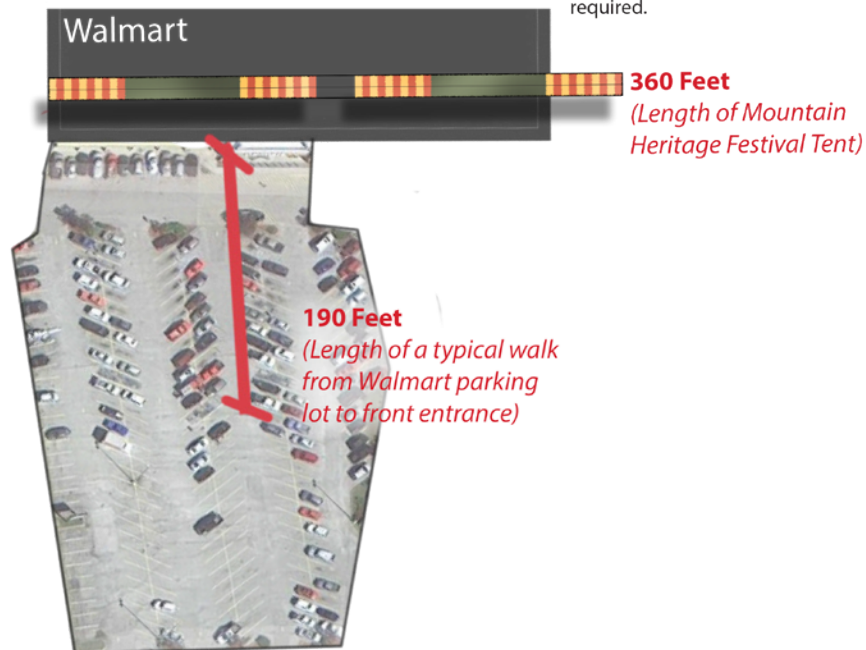 required.
Walmart
360 Feet
(Length of Mountain
Heritage Festival Tent)
190 Feet
(Length of a typical walk
from Walmart parking
lot to front entrance)